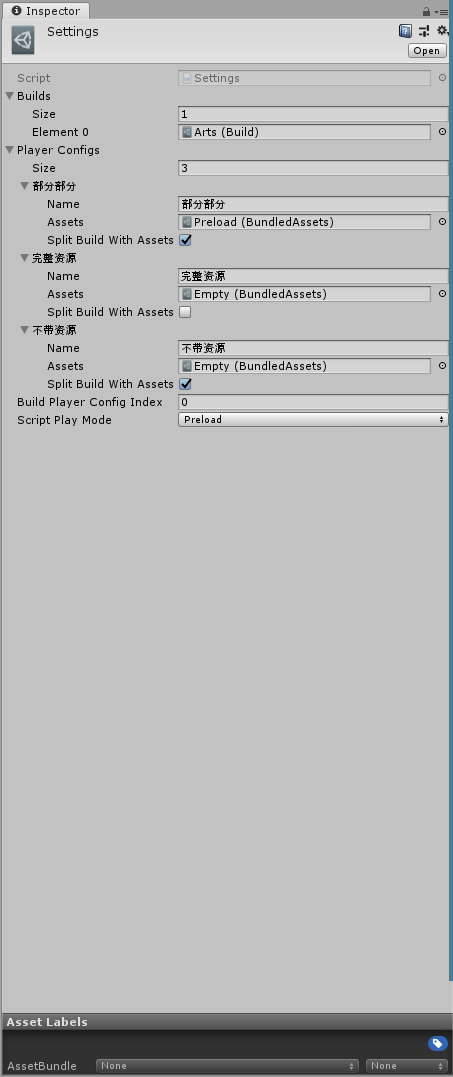 Inspector
Settings
Open
Script Settings
Builds
Size 1
Element 0 Arts (Build)
Player Configs
Size 3
部分部分
Name 部分部分
Assets Preload (BundledAssets)
Split Build With Assets
完整资源
Name 完整资源
Assets Empty (BundledAssets)
Split Build With Assets
不带资源
Name 不带资源
Assets Empty (BundledAssets)
Split Build With Assets
Build Player Config Index 0
Script Play Mode Preload
Asset Labels
AssetBundle None None